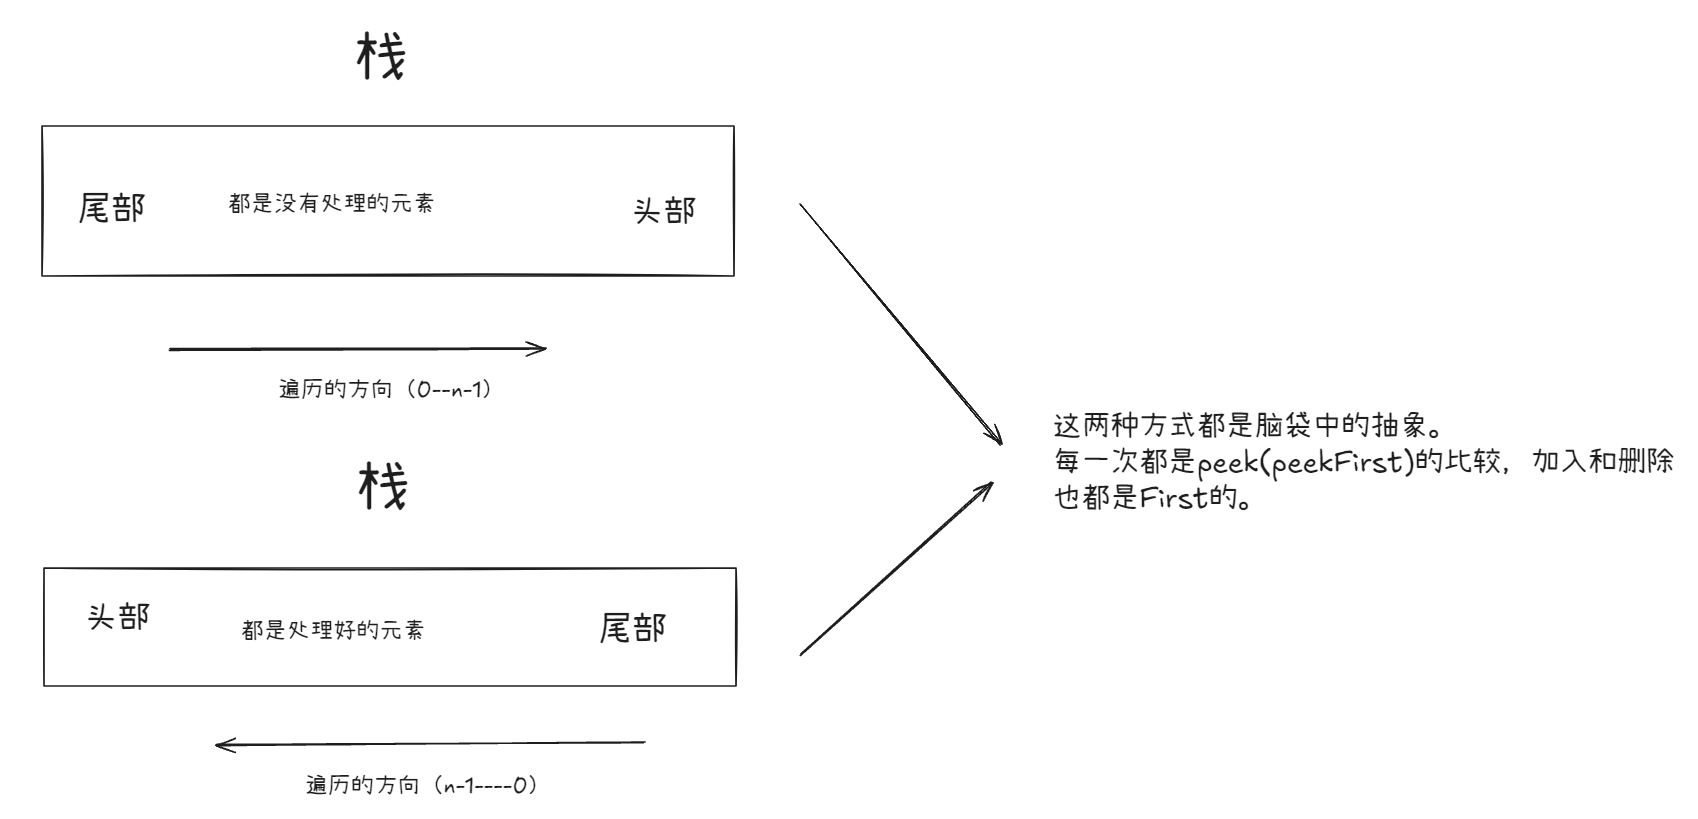 栈
尾部
都是没有处理的元素
头部
遍历的方向（0--n-1）
栈
头部
都是处理好的元素
尾部
遍历的方向（n-1----0）
这两种方式都是脑袋中的抽象。
每一次都是peek(peekFirst)的比较，加入和删除
也都是First的。